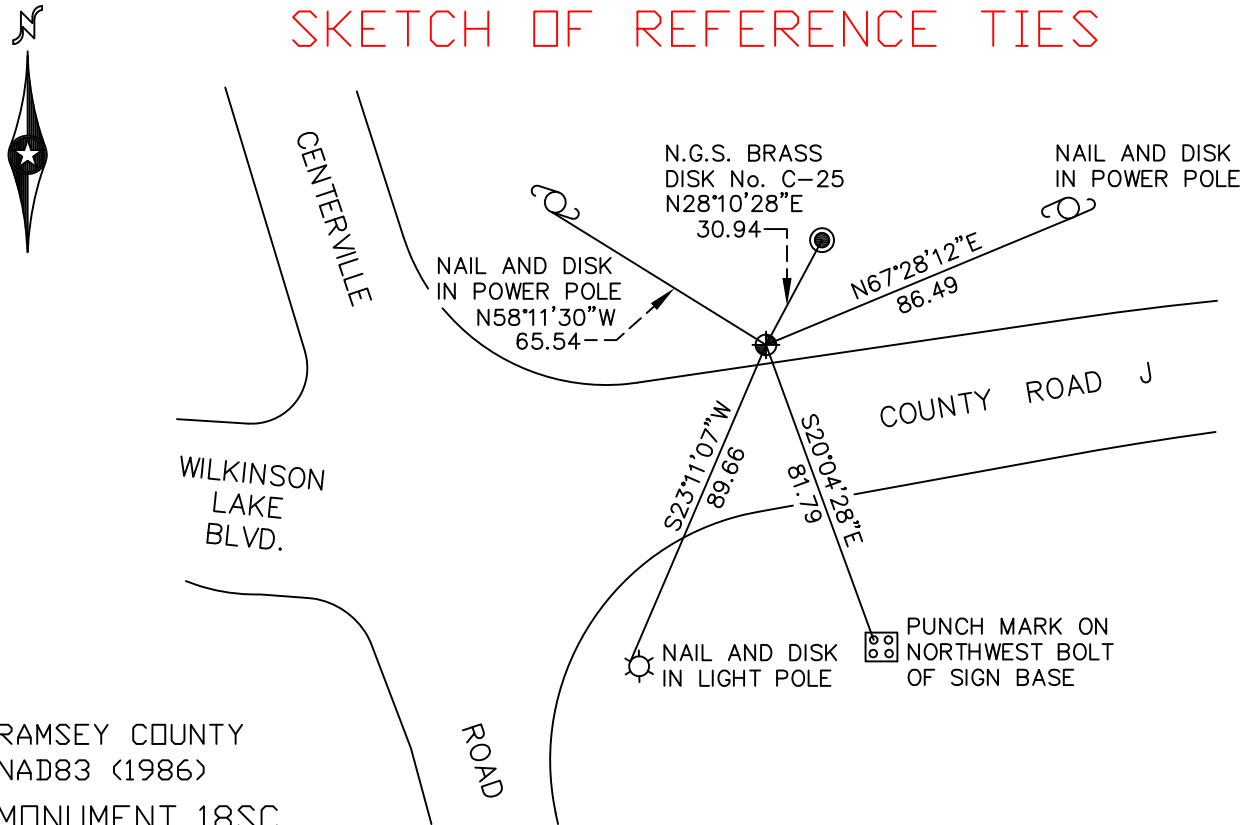 N
SKETCH OF REFERENCE TIES
CENTERVILLE
N.G.S. BRASS
DISK No. C-25
N28°10'28"E
30.94
NAIL AND DISK
IN POWER POLE
N67°28'12"E
86.49
NAIL AND DISK
IN POWER POLE
N58°11'30"W
65.54
COUNTY ROAD J
S23°11'07"W
89.66
S20°04'28"E
81.79
WILKINSON
LAKE
BLVD.
NAIL AND DISK
IN LIGHT POLE
PUNCH MARK ON
NORTHWEST BOLT
OF SIGN BASE
ROAD
RAMSEY COUNTY
NAD83 (1986)
MONUMENT 18SC